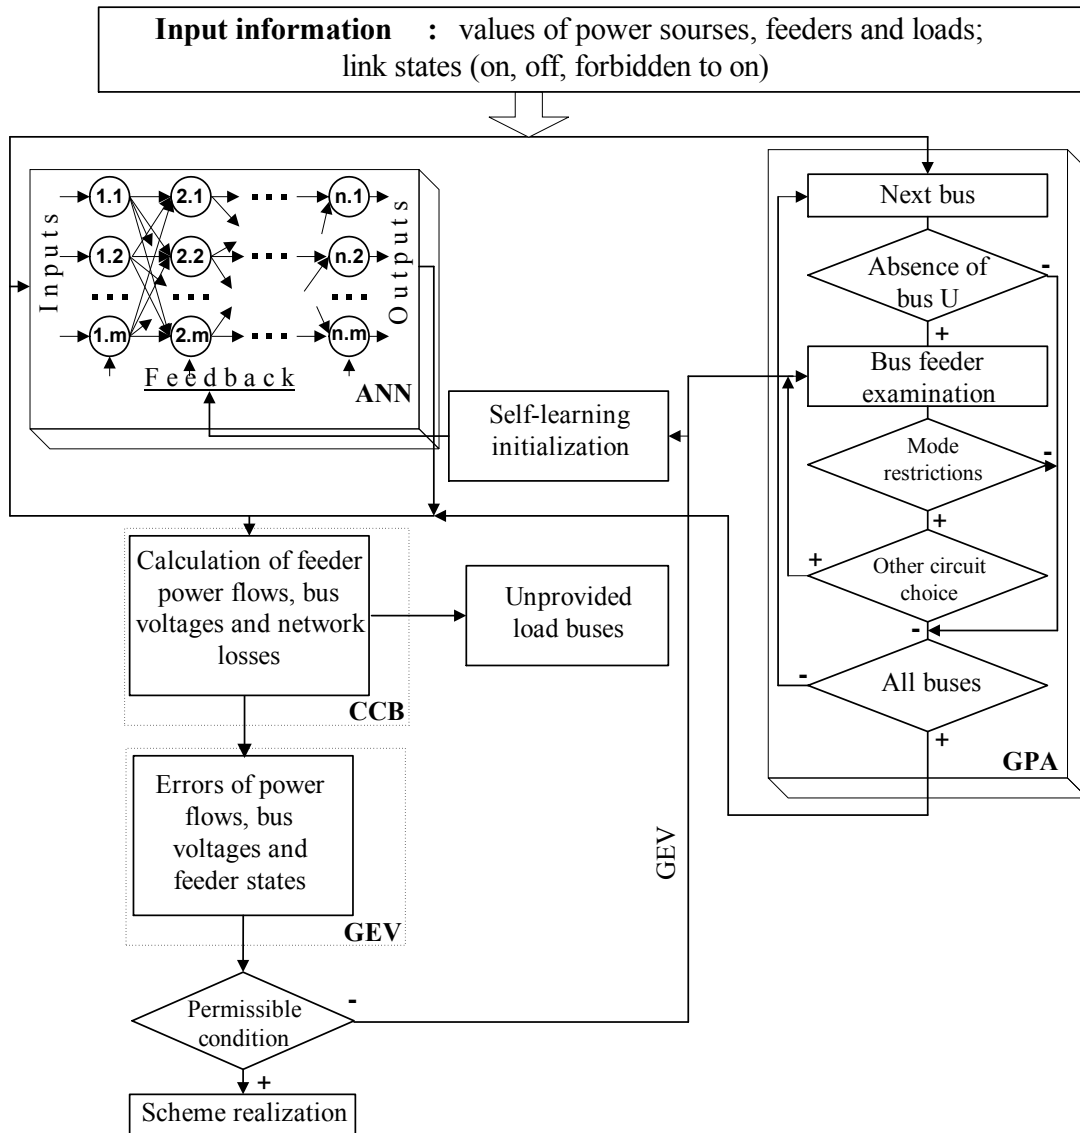 Input information : values of power sourses, feeders and loads;
link states (on, off, forbidden to on)
Inputs
1.1
2.1
n.1
1.2
2.2
n.2
1.m
2.m
n.m
Outputs
Feedback
ANN
Self-learning
initialization
Next bus
Absence of
bus U
-
+
Bus feeder
examination
Mode
restrictions
-
+
Other circuit
choice
+
-
All buses
-
+
GPA
Calculation of feeder
power flows, bus
voltages and network
losses
CCB
Unprovided
load buses
Errors of power
flows, bus
voltages and
feeder states
GEV
GEV
Permissible
condition
-
+
Scheme realization